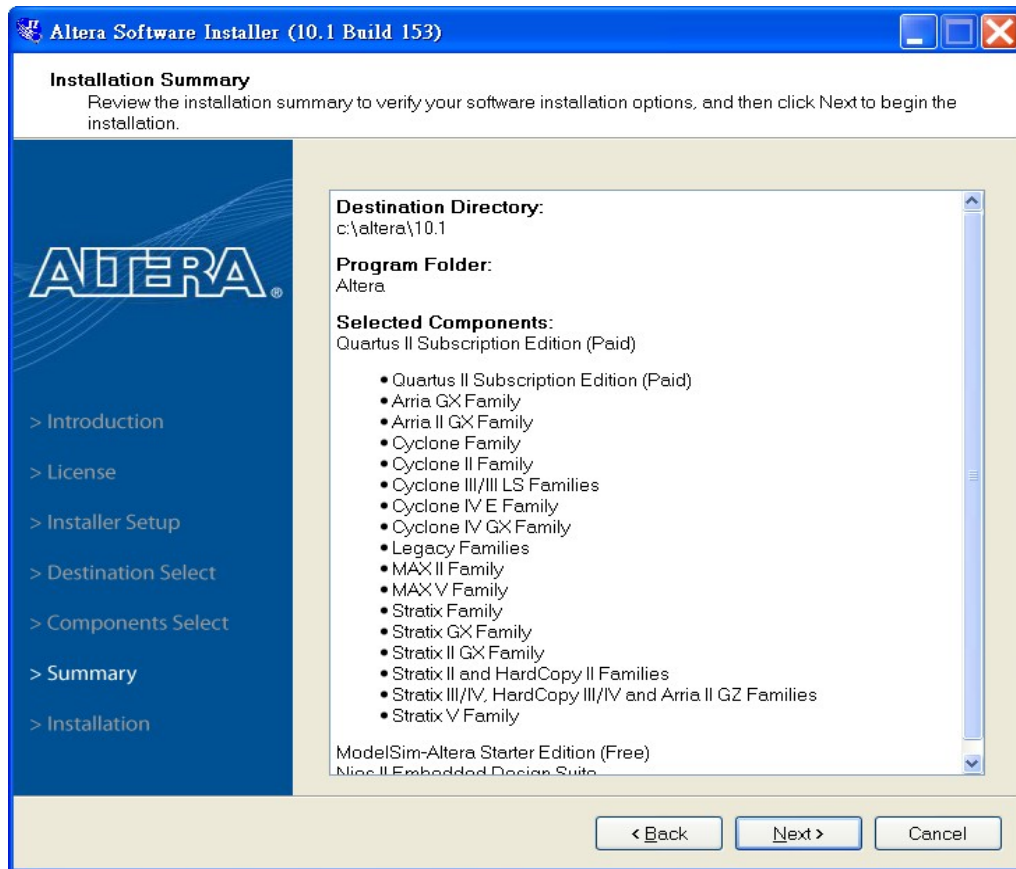 Altera Software Installer (10.1 Build 153)
Installation Summary
Review the installation summary to verify your software installation options, and then click Next to begin the
installation.
ALTERA®
> Introduction
> License
> Installer Setup
> Destination Select
> Components Select
> Summary
> Installation
Destination Directory:
c:\altera\10.1
Program Folder:
Altera
Selected Components:
Quartus II Subscription Edition (Paid)
• Quartus II Subscription Edition (Paid)
• Arria GX Family
• Arria II GX Family
• Cyclone Family
• Cyclone II Family
• Cyclone III/III LS Families
• Cyclone IV E Family
• Cyclone IV GX Family
• Legacy Families
• MAX II Family
• MAX V Family
• Stratix Family
• Stratix GX Family
• Stratix II GX Family
• Stratix II and HardCopy II Families
• Stratix III/IV, HardCopy III/IV and Arria II GZ Families
• Stratix V Family
ModelSim-Altera Starter Edition (Free)
Nios II Embedded Design Suite
< Back
Next >
Cancel